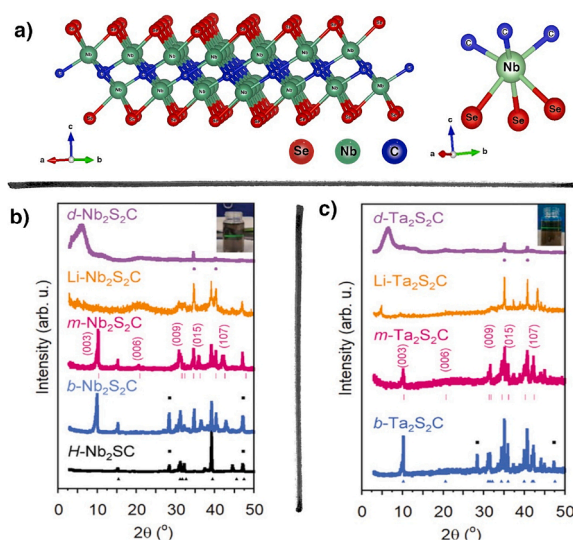 a)
C
C
C
Nb
Se
Se
Se
c
a
b
Se
Nb
C
c
a
b
b)
d-Nb₂S₂C
Li-Nb₂S₂C
m-Nb₂S₂C
(003)
(006)
(009)
(015)
(107)
b-Nb₂S₂C
H-Nb₂SC
Intensity (arb. u.)
0
10
20
30
40
50
2θ (°)
c)
d-Ta₂S₂C
Li-Ta₂S₂C
m-Ta₂S₂C
(003)
(006)
(009)
(015)
(107)
b-Ta₂S₂C
Intensity (arb. u.)
0
10
20
30
40
50
2θ (°)